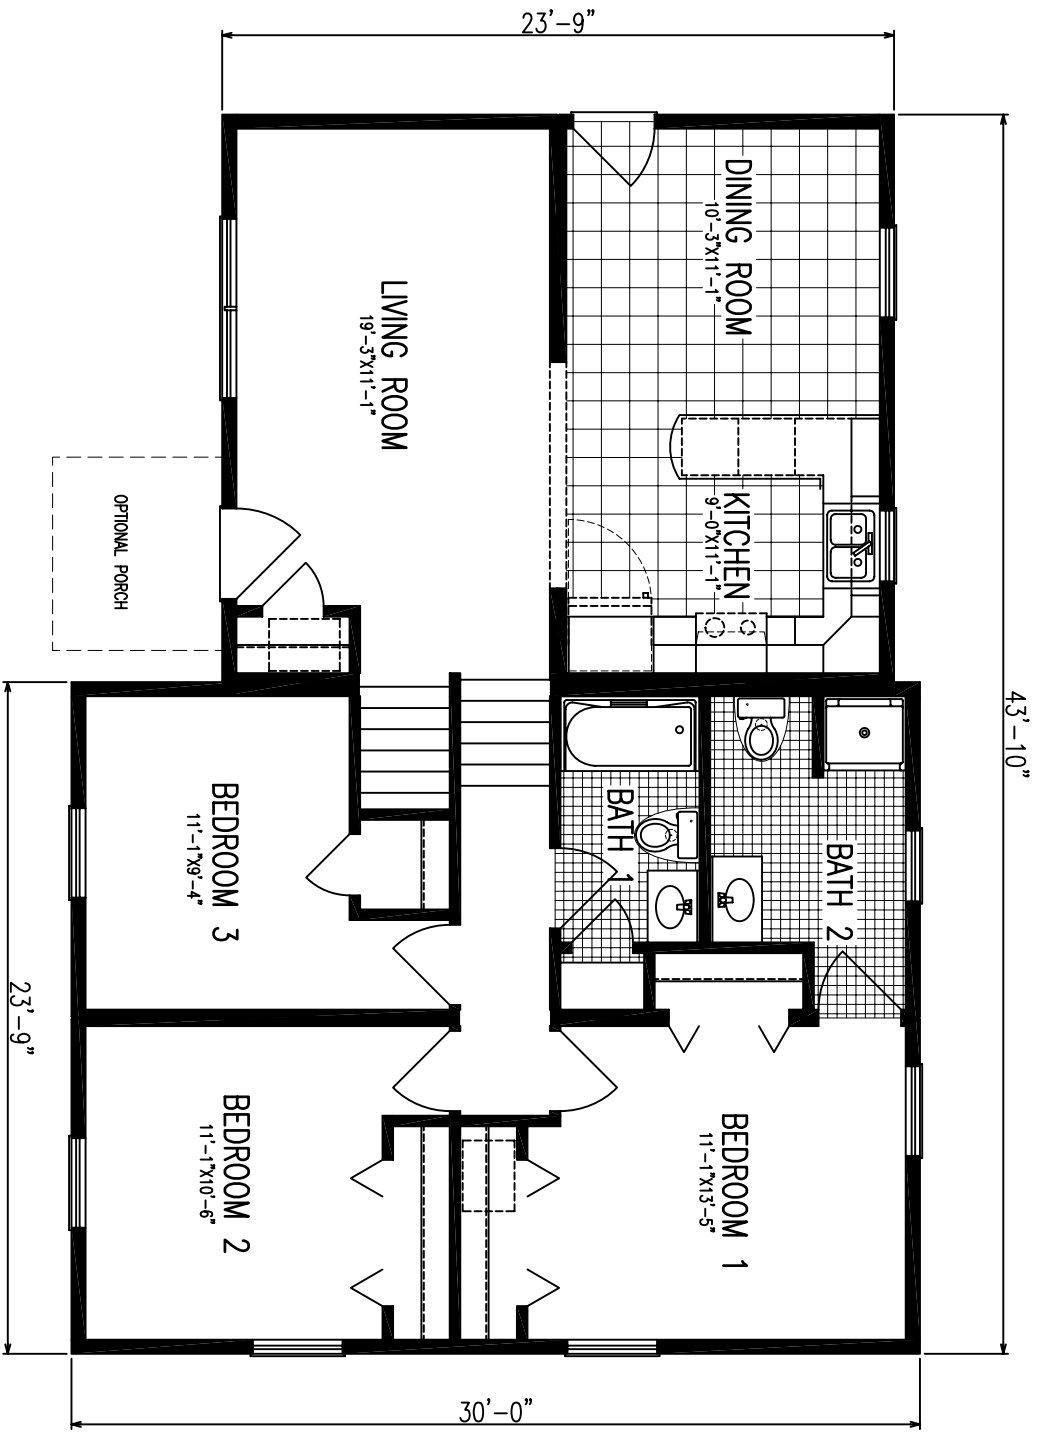 23'-9"
DINING ROOM
10'-3"X11'-1"
LIVING ROOM
19'-3"X11'-1"
KITCHEN
9'-0"X11'-1"
OPTIONAL PORCH
43'-10"
BATH 1
BATH 2
BEDROOM 3
11'-1"X9'-4"
23'-9"
BEDROOM 2
11'-1"X10'-6"
BEDROOM 1
11'-1"X13'-5"
30'-0"